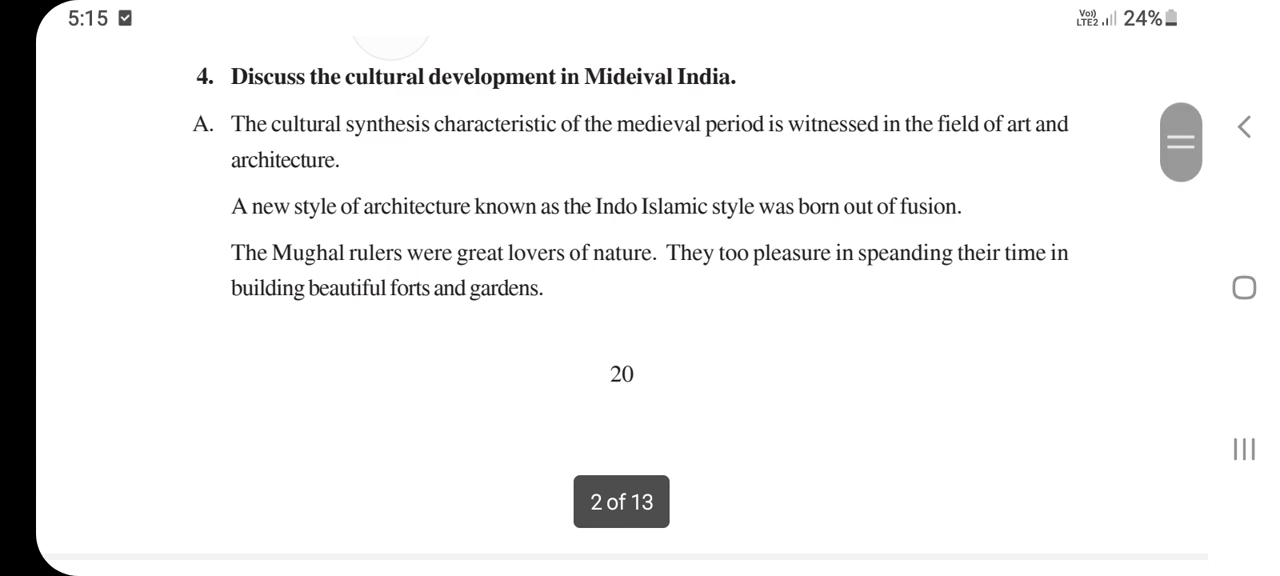 5:15
Vo)) LTE2 24%
4. Discuss the cultural development in Mideival India.
A. The cultural synthesis characteristic of the medieval period is witnessed in the field of art and
architecture.
A new style of architecture known as the Indo Islamic style was born out of fusion.
The Mughal rulers were great lovers of nature. They too pleasure in speanding their time in
building beautiful forts and gardens.
20
2 of 13